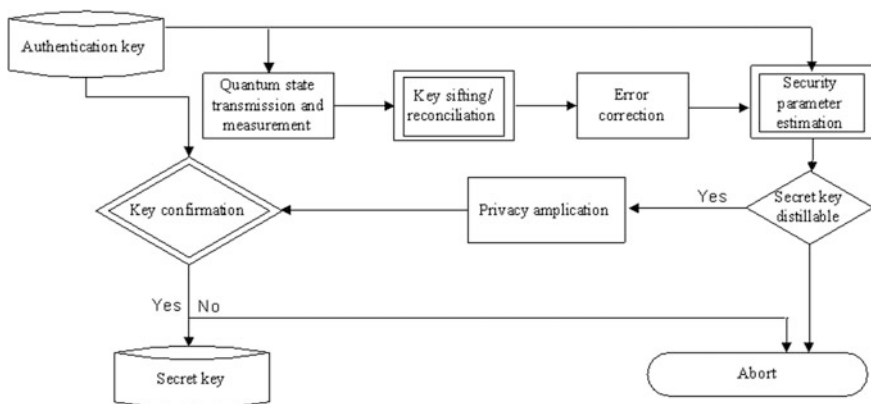 Authentication key
Quantum state
transmission and
measurement
Key sifting/
reconciliation
Error
correction
Security
parameter
estimation
Key confirmation
Privacy amplication
Yes
Secret key
distillable
Yes
No
Secret key
Abort